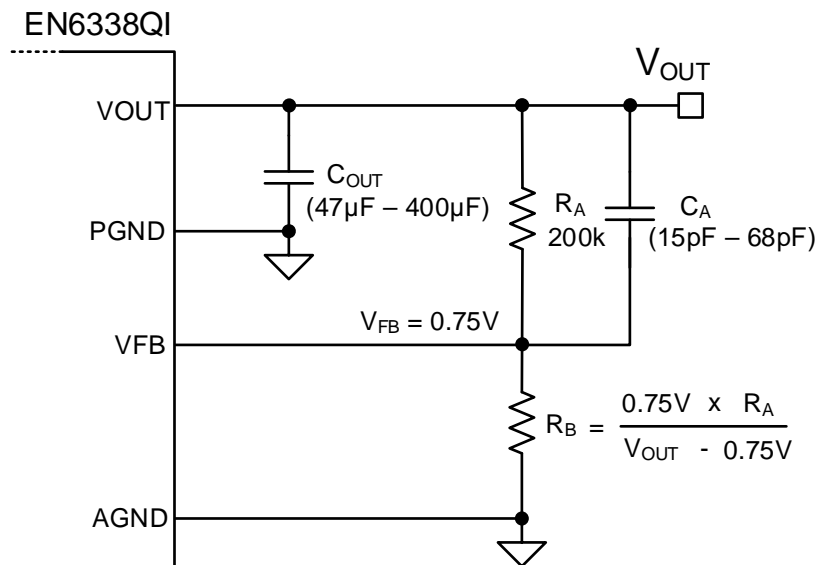 EN6338QI
VOUT
VOUT
COUT
(47µF – 400µF)
RA
200k
CA
(15pF – 68pF)
PGND
VFB = 0.75V
VFB
RB = 0.75V x RA
VOUT - 0.75V
AGND